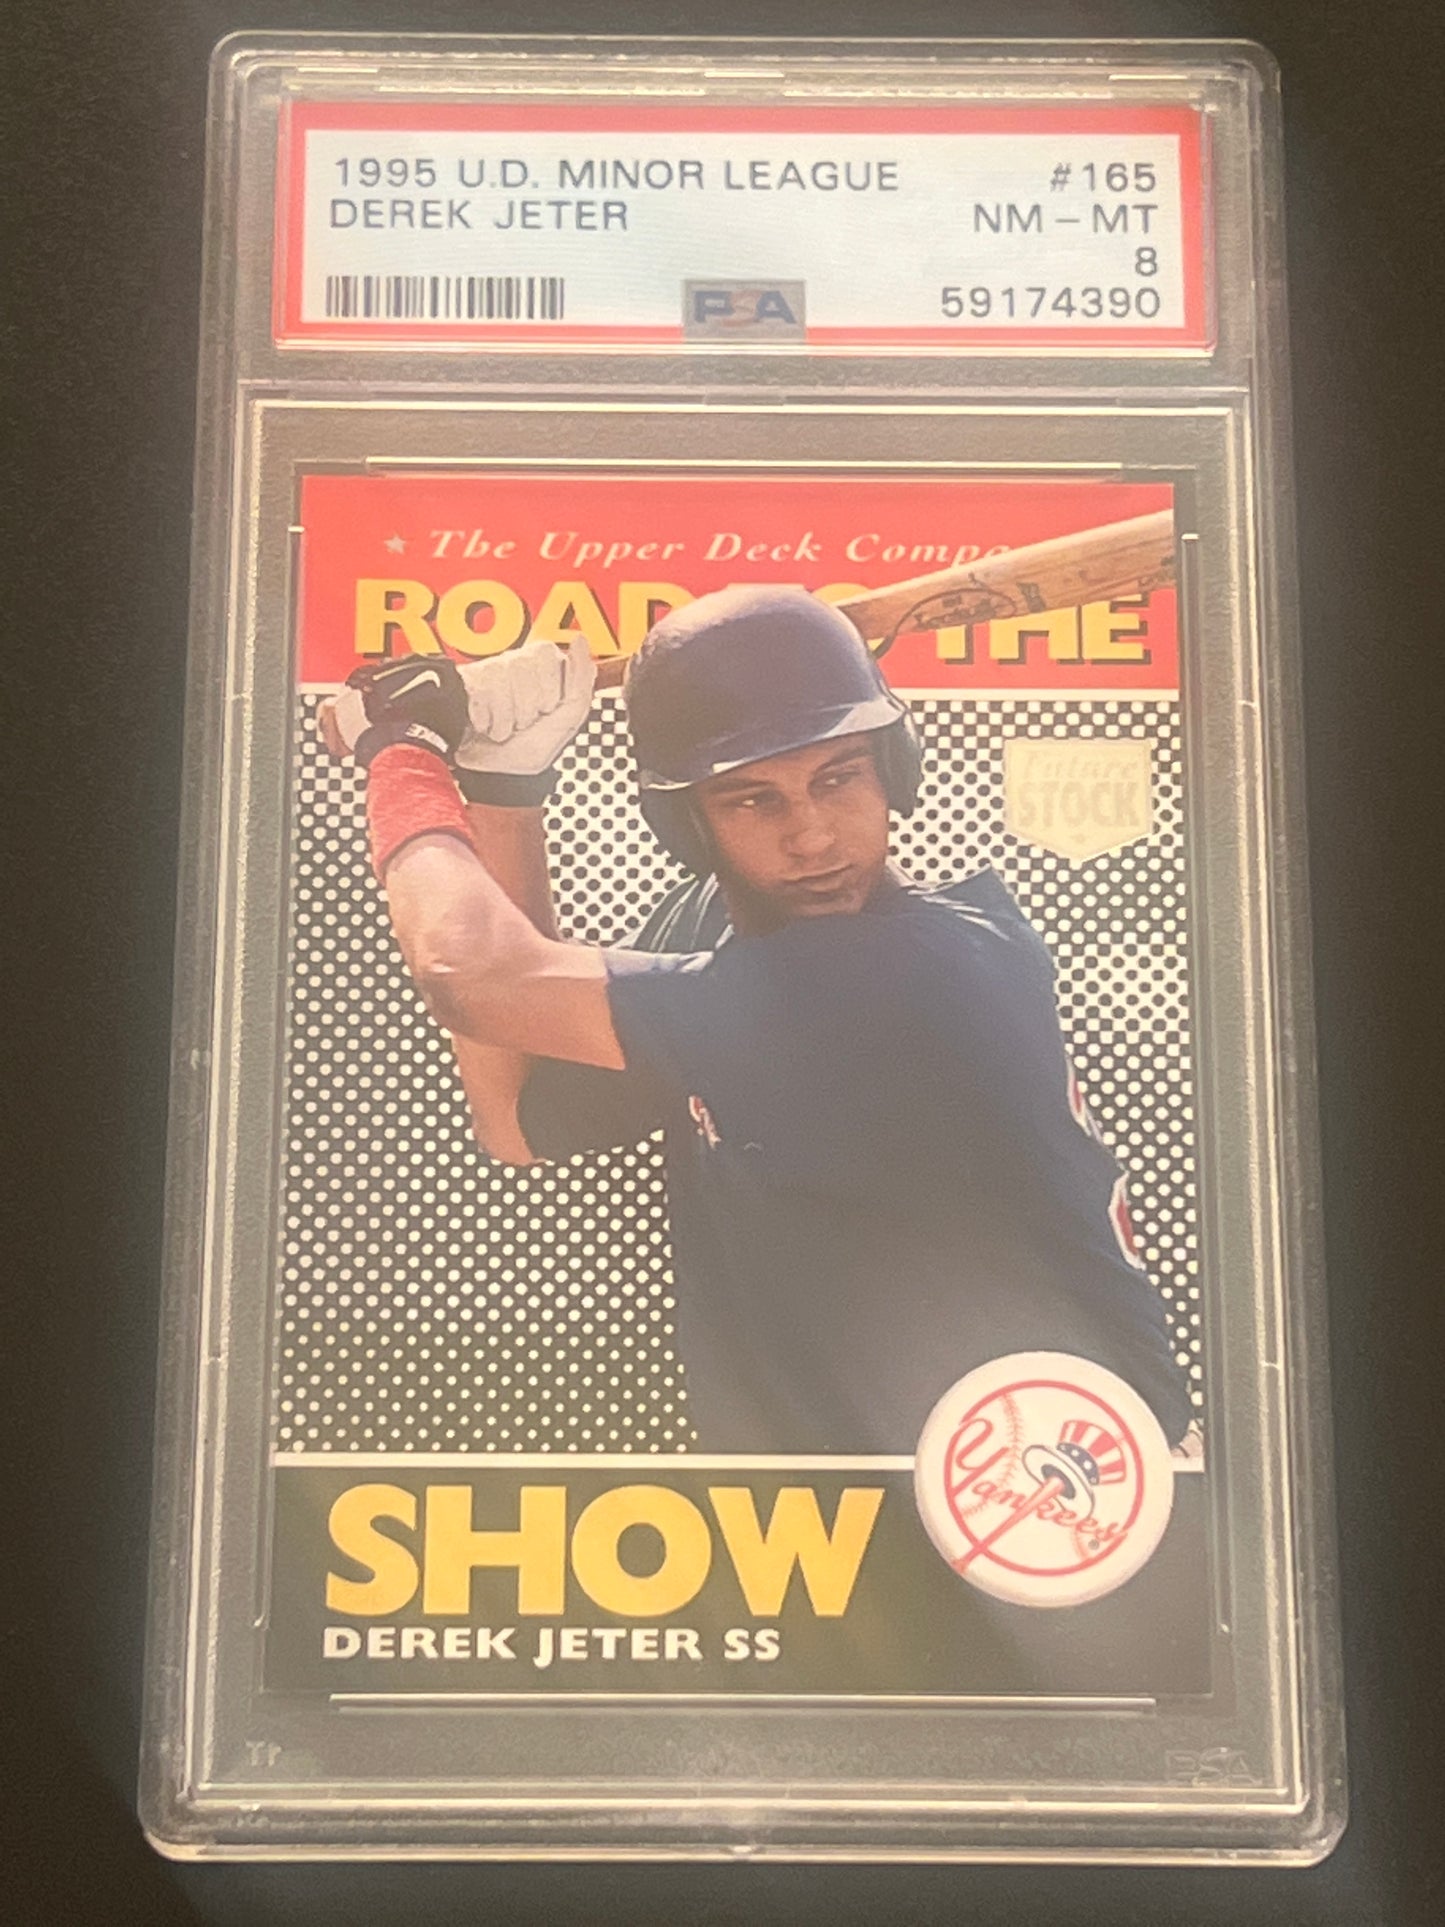 1995 U.D. MINOR LEAGUE #165
DEREK JETER NM - MT
8
PSA 59174390
★ The Upper Deck Compa
ROAD TO THE
Future
STOCK
Yankees
SHOW
DEREK JETER SS
PSA